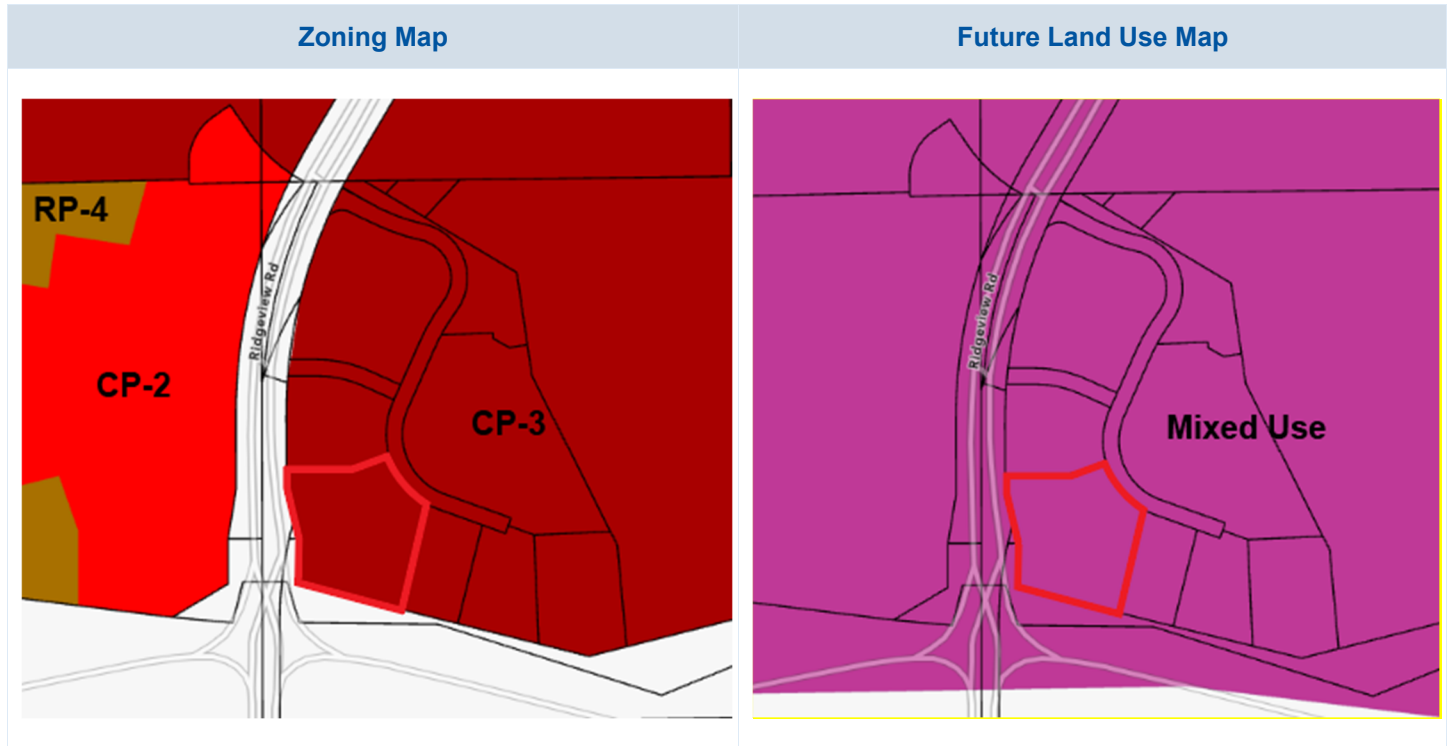 Zoning Map
Future Land Use Map
RP-4
Ridgeview Rd
CP-2
CP-3
Ridgeview Rd
Mixed Use